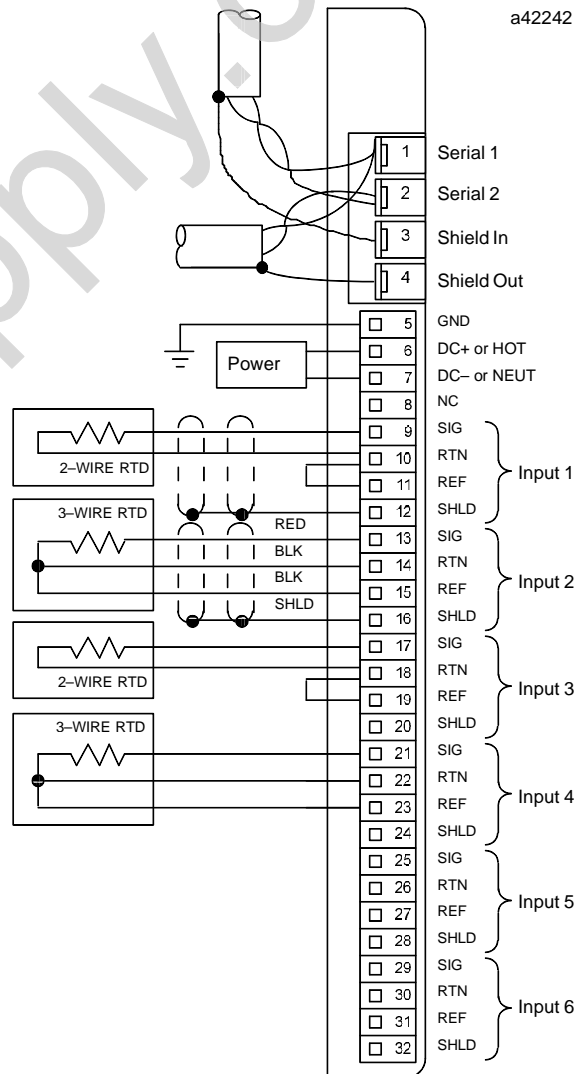 a42242
1 Serial 1
2 Serial 2
3 Shield In
4 Shield Out
5 GND
Power
6 DC+ or HOT
7 DC– or NEUT
8 NC
9 SIG
10 RTN
2–WIRE RTD
11 REF
Input 1
12 SHLD
3–WIRE RTD
RED
13 SIG
BLK
14 RTN
BLK
15 REF
Input 2
SHLD
16 SHLD
17 SIG
18 RTN
2–WIRE RTD
19 REF
Input 3
20 SHLD
3–WIRE RTD
21 SIG
22 RTN
23 REF
Input 4
24 SHLD
25 SIG
26 RTN
27 REF
Input 5
28 SHLD
29 SIG
30 RTN
31 REF
Input 6
32 SHLD